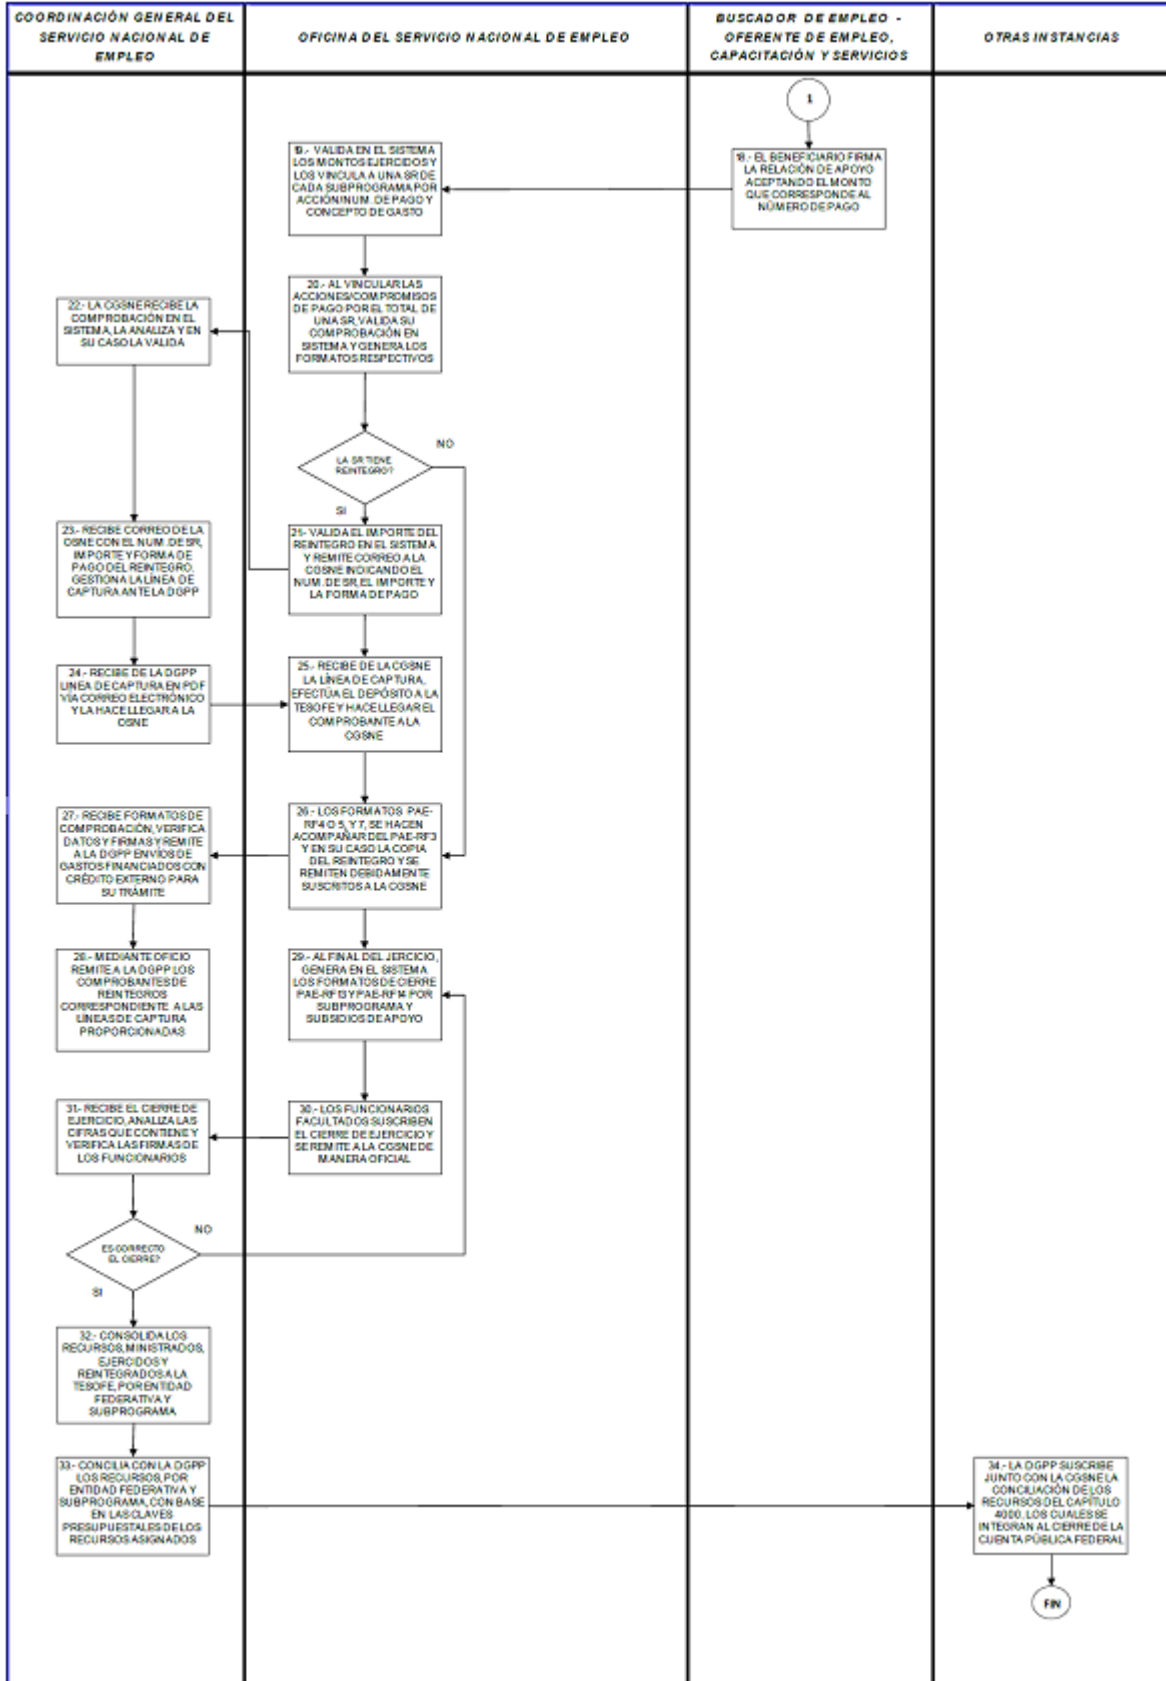 COORDINACIÓN GENERAL DEL
SERVICIO NACIONAL DE
EMPLEO
OFICINA DEL SERVICIO NACIONAL DE EMPLEO
BUSCADOR DE EMPLEO -
OFERENTE DE EMPLEO,
CAPACITACIÓN Y SERVICIOS
OTRAS INSTANCIAS
1
18.- EL BENEFICIARIO FIRMA
LA RELACIÓN DE APOYO
ACEPTANDO EL MONTO
QUE CORRESPONDE AL
NÚMERO DE PAGO
19.- VALIDA EN EL SISTEMA
LOS MONTOS EJERCIDOS Y
LOS VINCULA A UNA SR DE
CADA SUBPROGRAMA POR
ACCIÓN/NUM. DE PAGO Y
CONCEPTO DE GASTO
20.- AL VINCULAR LAS
ACCIONES/COMPROMISOS
DE PAGO POR EL TOTAL DE
UNA SR, VALIDA SU
COMPROBACIÓN EN
SISTEMA Y GENERA LOS
FORMATOS RESPECTIVOS
22.- LA CGSNE RECIBE LA
COMPROBACIÓN EN EL
SISTEMA, LA ANALIZA Y EN
SU CASO LA VALIDA
LA SR TIENE
REINTEGRO?
NO
SI
21- VALIDA EL IMPORTE DEL
REINTEGRO EN EL SISTEMA
Y REMITE CORREO A LA
CGSNE INDICANDO EL
NUM. DE SR, EL IMPORTE Y
LA FORMA DE PAGO
23.- RECIBE CORREO DE LA
OSNE CON EL NUM. DE SR,
IMPORTE Y FORMA DE
PAGO DEL REINTEGRO.
GESTIONA LA LÍNEA DE
CAPTURA ANTE LA DGPP
24.- RECIBE DE LA DGPP
LINEA DE CAPTURA EN PDF
VÍA CORREO ELECTRÓNICO
Y LA HACE LLEGAR A LA
OSNE
25.- RECIBE DE LA CGSNE
LA LÍNEA DE CAPTURA,
EFECTÚA EL DEPÓSITO A LA
TESOFE Y HACE LLEGAR EL
COMPROBANTE A LA
CGSNE
26.- LOS FORMATOS PAE-
RF4 O 5, Y 7, SE HACEN
ACOMPAÑAR DEL PAE-RF3
Y EN SU CASO LA COPIA
DEL REINTEGRO Y SE
REMITEN DEBIDAMENTE
SUSCRITOS A LA CGSNE
27.- RECIBE FORMATOS DE
COMPROBACIÓN, VERIFICA
DATOS Y FIRMAS Y REMITE
A LA DGPP ENVÍOS DE
GASTOS FINANCIADOS CON
CRÉDITO EXTERNO PARA
SU TRÁMITE
28.- MEDIANTE OFICIO
REMITE A LA DGPP LOS
COMPROBANTES DE
REINTEGROS
CORRESPONDIENTE A LAS
LÍNEAS DE CAPTURA
PROPORCIONADAS
29.- AL FINAL DEL JERCICIO,
GENERA EN EL SISTEMA
LOS FORMATOS DE CIERRE
PAE-RF13 Y PAE-RF14 POR
SUBPROGRAMA Y
SUBSIDIOS DE APOYO
30.- LOS FUNCIONARIOS
FACULTADOS SUSCRIBEN
EL CIERRE DE EJERCICIO Y
SE REMITE A LA CGSNE DE
MANERA OFICIAL
31.- RECIBE EL CIERRE DE
EJERCICIO, ANALIZA LAS
CIFRAS QUE CONTIENE Y
VERIFICA LAS FIRMAS DE
LOS FUNCIONARIOS
ES CORRECTO
EL CIERRE?
NO
SI
32.- CONSOLIDA LOS
RECURSOS, MINISTRADOS,
EJERCIDOS Y
REINTEGRADOS A LA
TESOFE, POR ENTIDAD
FEDERATIVA Y
SUBPROGRAMA
33.- CONCILIA CON LA DGPP
LOS RECURSOS, POR
ENTIDAD FEDERATIVA Y
SUBPROGRAMA, CON BASE
EN LAS CLAVES
PRESUPUESTALES DE LOS
RECURSOS ASIGNADOS
34.- LA DGPP SUSCRIBE
JUNTO CON LA CGSNE LA
CONCILIACIÓN DE LOS
RECURSOS DEL CAPÍTULO
4000, LOS CUALES SE
INTEGRAN AL CIERRE DE LA
CUENTA PÚBLICA FEDERAL
FIN